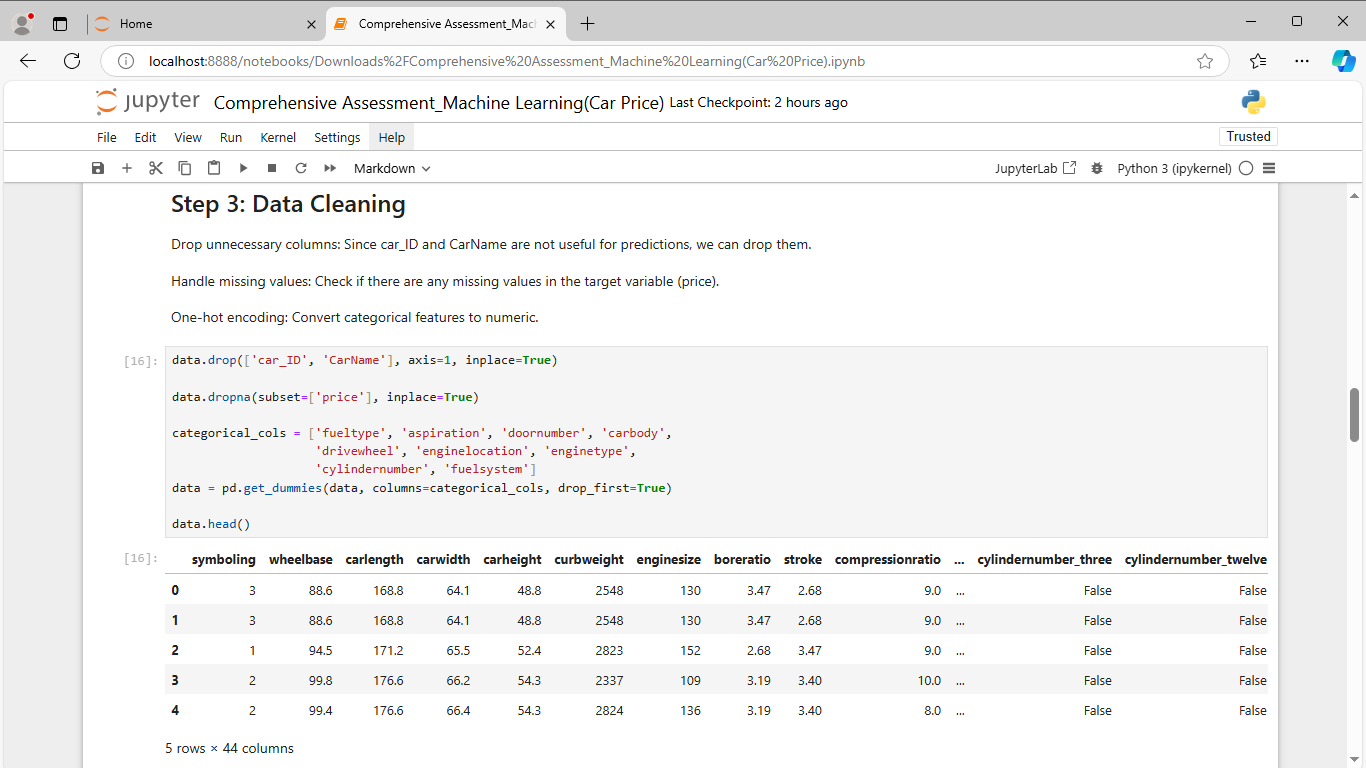 Home
Comprehensive Assessment_Mach
localhost:8888/notebooks/Downloads%2FComprehensive%20Assessment_Machine%20Learning(Car%20Price).ipynb
jupyter Comprehensive Assessment_Machine Learning(Car Price) Last Checkpoint: 2 hours ago
File Edit View Run Kernel Settings Help Trusted
Markdown JupyterLab Python 3 (ipykernel)
Step 3: Data Cleaning
Drop unnecessary columns: Since car_ID and CarName are not useful for predictions, we can drop them.
Handle missing values: Check if there are any missing values in the target variable (price).
One-hot encoding: Convert categorical features to numeric.
[16]: data.drop(['car_ID', 'CarName'], axis=1, inplace=True)
data.dropna(subset=['price'], inplace=True)
categorical_cols = ['fueltype', 'aspiration', 'doornumber', 'carbody',
'drivewheel', 'enginelocation', 'enginetype',
'cylindernumber', 'fuelsystem']
data = pd.get_dummies(data, columns=categorical_cols, drop_first=True)
data.head()
[16]: symboling wheelbase carlength carwidth carheight curbweight enginesize boreratio stroke compressionratio ... cylindernumber_three cylindernumber_twelve
0 3 88.6 168.8 64.1 48.8 2548 130 3.47 2.68 9.0 ... False False
1 3 88.6 168.8 64.1 48.8 2548 130 3.47 2.68 9.0 ... False False
2 1 94.5 171.2 65.5 52.4 2823 152 2.68 3.47 9.0 ... False False
3 2 99.8 176.6 66.2 54.3 2337 109 3.19 3.40 10.0 ... False False
4 2 99.4 176.6 66.4 54.3 2824 136 3.19 3.40 8.0 ... False False
5 rows × 44 columns